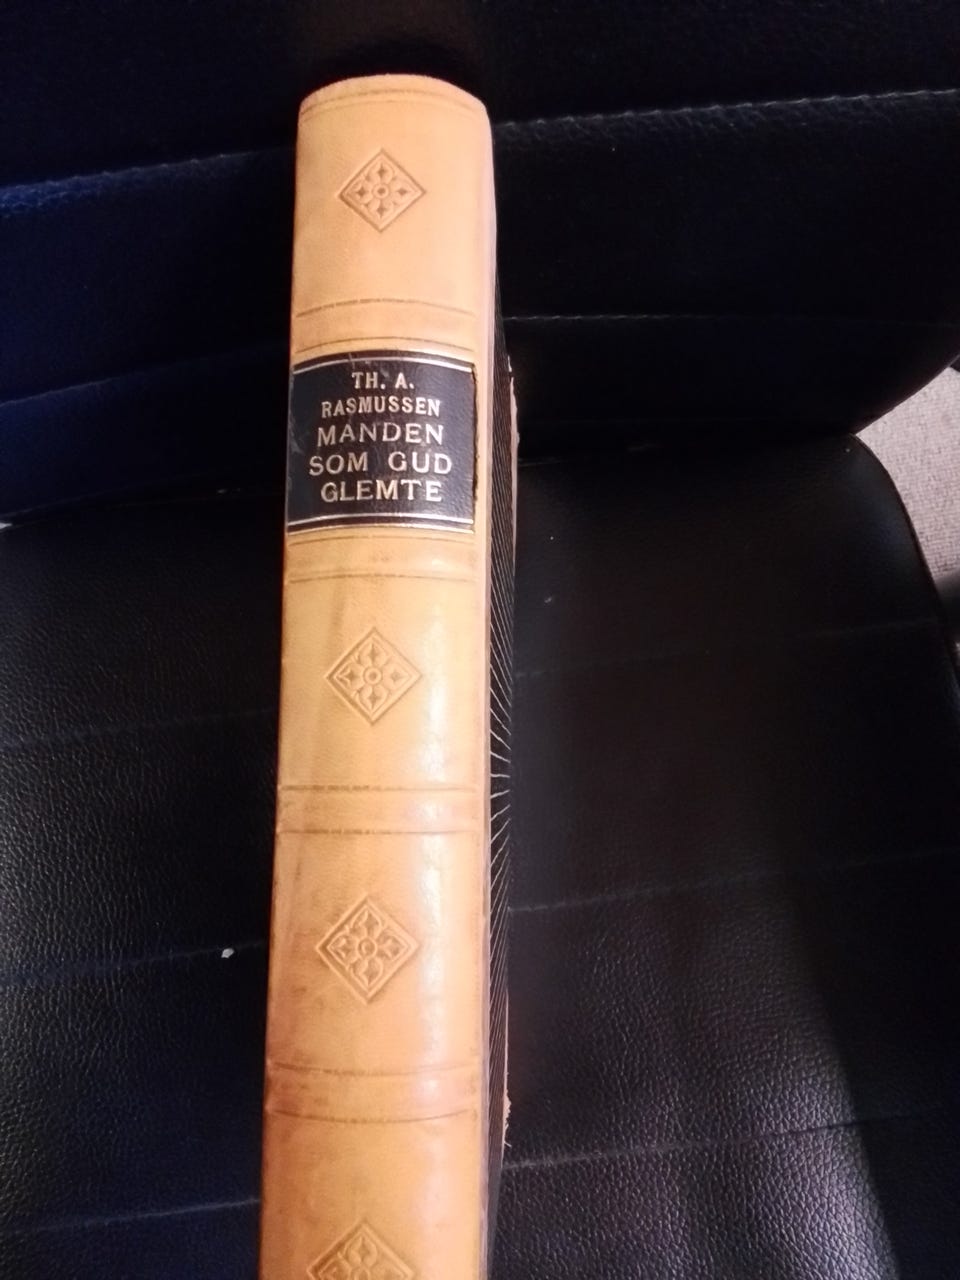 TH. A.
RASMUSSEN
MANDEN
SOM GUD
GLEMTE